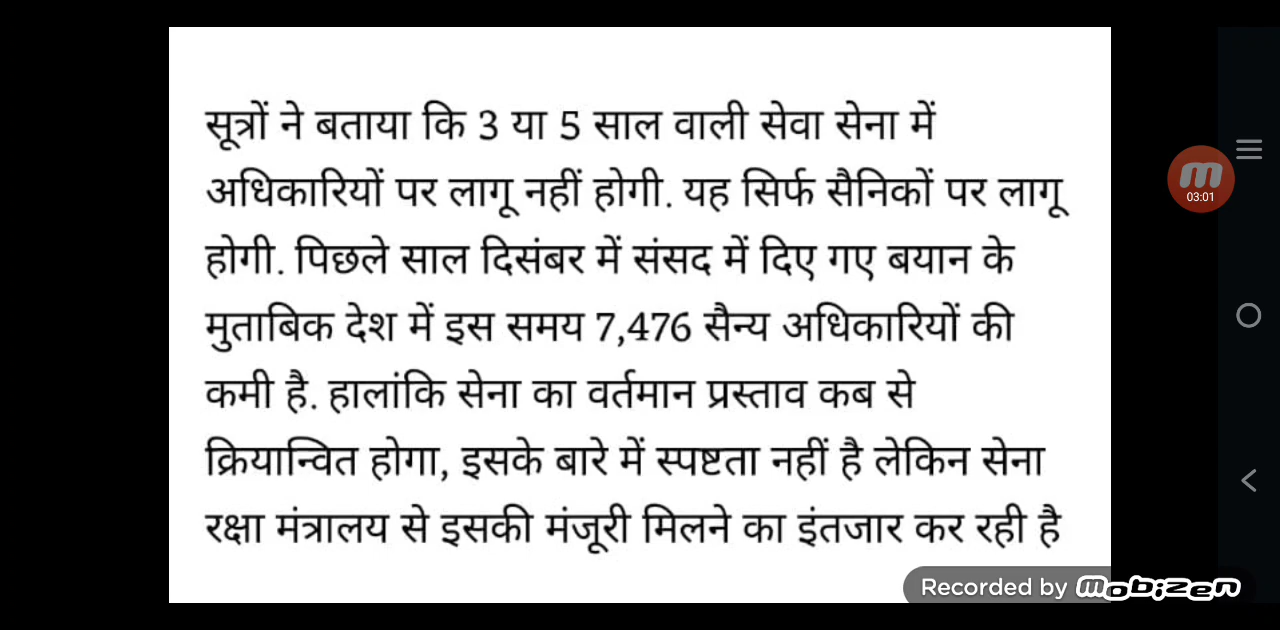 सूत्रों ने बताया कि 3 या 5 साल वाली सेवा सेना में
अधिकारियों पर लागू नहीं होगी. यह सिर्फ सैनिकों पर लागू
होगी. पिछले साल दिसंबर में संसद में दिए गए बयान के
मुताबिक देश में इस समय 7,476 सैन्य अधिकारियों की
कमी है. हालांकि सेना का वर्तमान प्रस्ताव कब से
क्रियान्वित होगा, इसके बारे में स्पष्टता नहीं है लेकिन सेना
रक्षा मंत्रालय से इसकी मंजूरी मिलने का इंतजार कर रही है
m
03:01
Recorded by mobizen